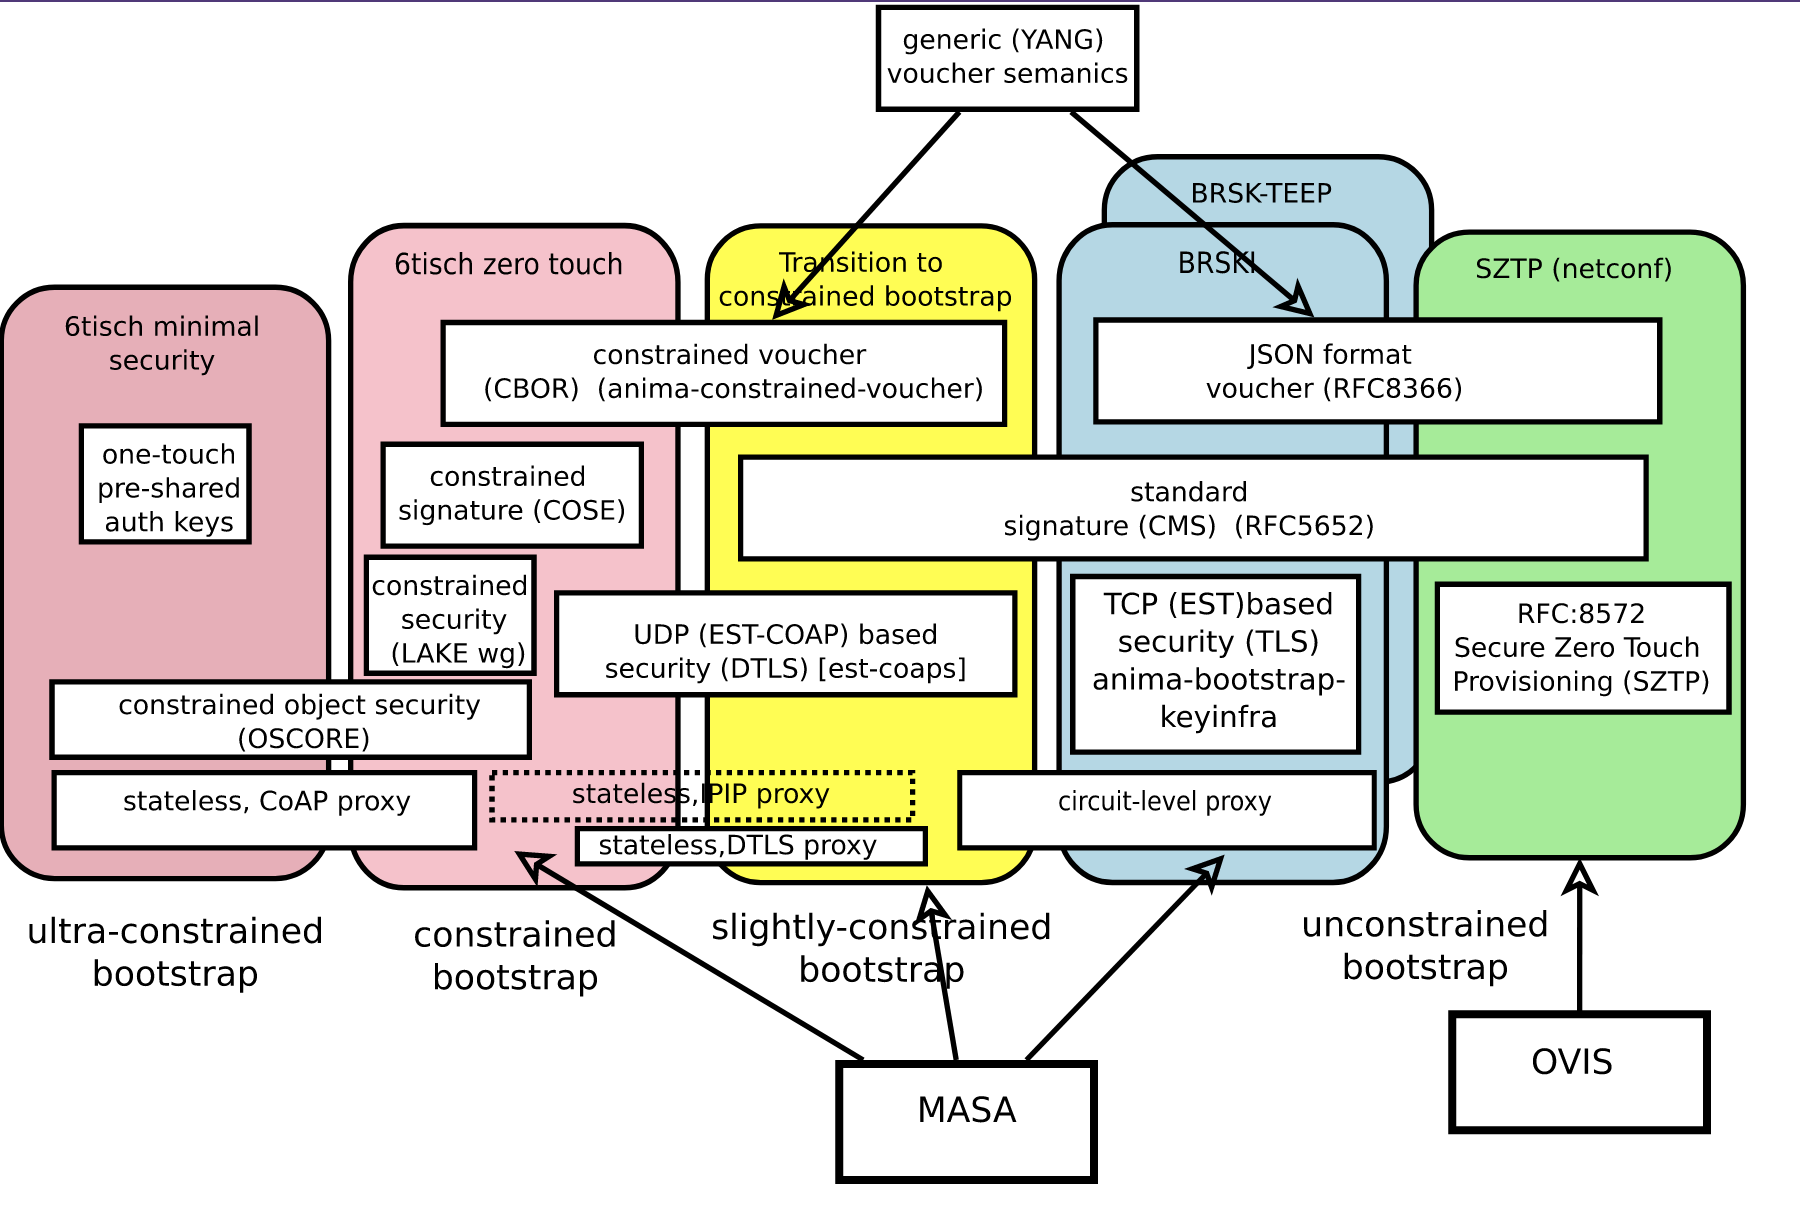 generic (YANG)
voucher semanics
BRSK-TEEP
6tisch zero touch
Transition to
constrained bootstrap
BRSKI
SZTP (netconf)
6tisch minimal
security
constrained voucher
(CBOR)  (anima-constrained-voucher)
JSON format
voucher (RFC8366)
one-touch
pre-shared
auth keys
constrained
signature (COSE)
standard
signature (CMS)  (RFC5652)
constrained
security
(LAKE wg)
UDP (EST-COAP) based
security (DTLS) [est-coaps]
TCP (EST)based
security (TLS)
anima-bootstrap-
keyinfra
RFC:8572
Secure Zero Touch
Provisioning (SZTP)
constrained object security
(OSCORE)
stateless, CoAP proxy
stateless,IPIP proxy
circuit-level proxy
stateless,DTLS proxy
ultra-constrained
bootstrap
constrained
bootstrap
slightly-constrained
bootstrap
unconstrained
bootstrap
MASA
OVIS